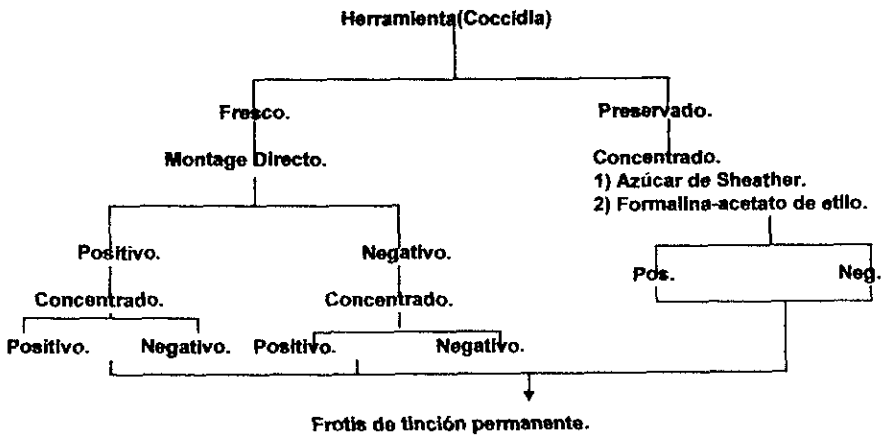 Herramienta(Coccidia)
Fresco.
Preservado.
Montage Directo.
Concentrado.
1) Azúcar de Sheather.
2) Formalina-acetato de etilo.
Positivo.
Negativo.
Pos.
Neg.
Concentrado.
Concentrado.
Positivo.
Negativo.
Positivo.
Negativo.
Frotis de tinción permanente.